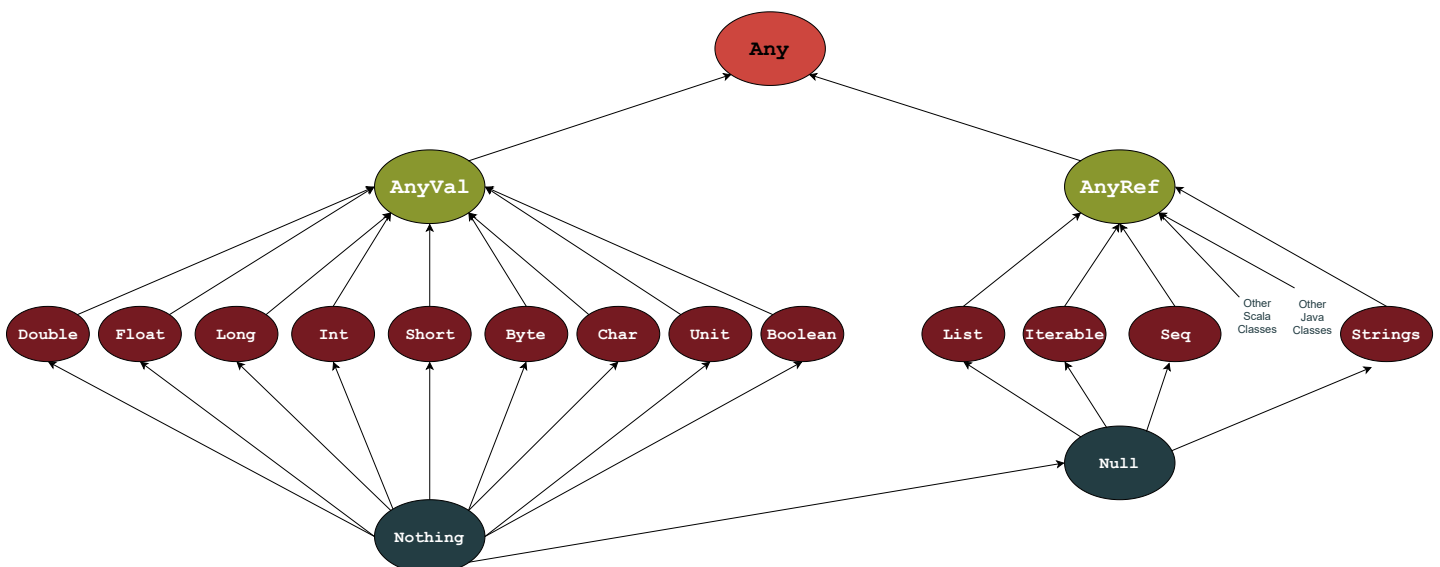 Any
AnyVal
AnyRef
Double
Float
Long
Int
Short
Byte
Char
Unit
Boolean
List
Iterable
Seq
Other
Scala
Classes
Other
Java
Classes
Strings
Null
Nothing